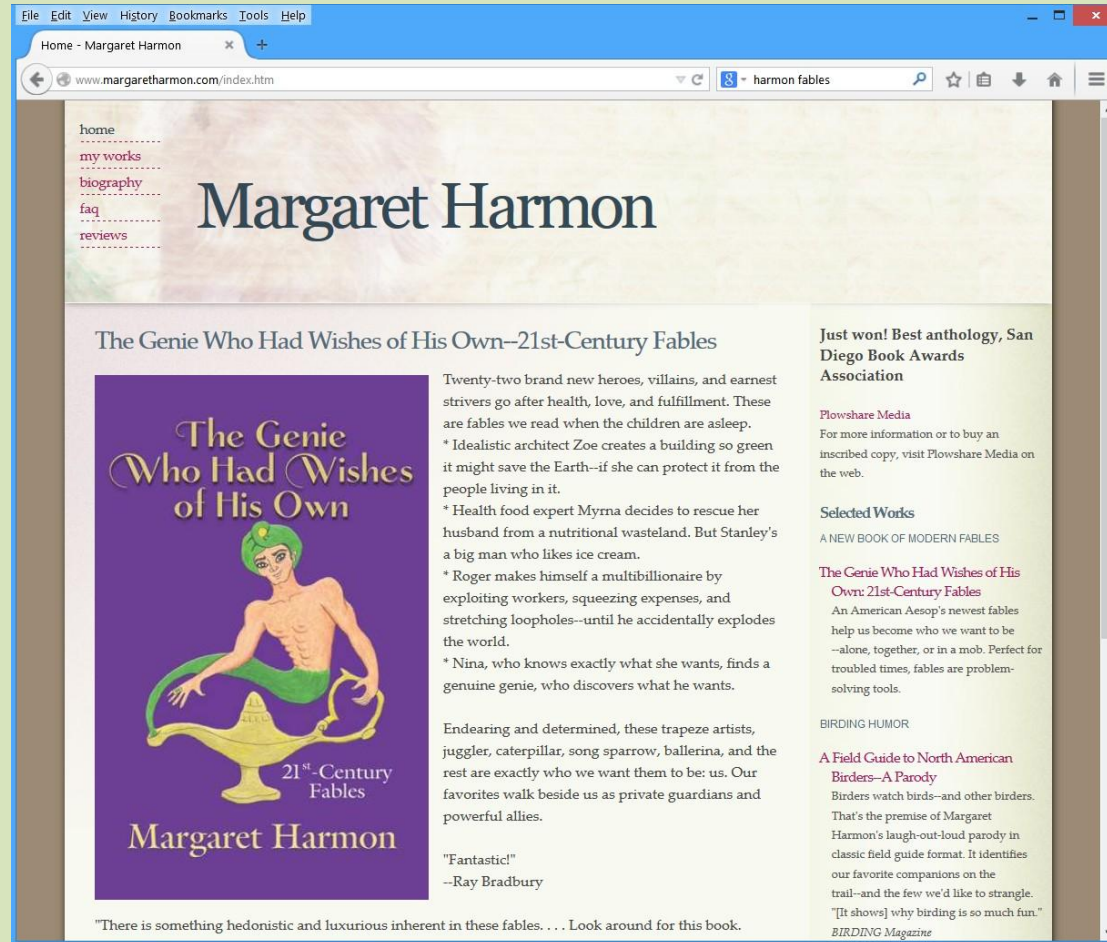 File Edit View History Bookmarks Tools Help
Home - Margaret Harmon
www.margaretharmon.com/index.htm
harmon fables
home
my works
biography
faq
reviews
Margaret Harmon
The Genie Who Had Wishes of His Own--21st-Century Fables
The Genie
Who Had Wishes
of His Own
21st-Century
Fables
Margaret Harmon
Twenty-two brand new heroes, villains, and earnest
strivers go after health, love, and fulfillment. These
are fables we read when the children are asleep.
* Idealistic architect Zoe creates a building so green
it might save the Earth--if she can protect it from the
people living in it.
* Health food expert Myrna decides to rescue her
husband from a nutritional wasteland. But Stanley's
a big man who likes ice cream.
* Roger makes himself a multibillionaire by
exploiting workers, squeezing expenses, and
stretching loopholes--until he accidentally explodes
the world.
* Nina, who knows exactly what she wants, finds a
genuine genie, who discovers what he wants.
Endearing and determined, these trapeze artists,
juggler, caterpillar, song sparrow, ballerina, and the
rest are exactly who we want them to be: us. Our
favorites walk beside us as private guardians and
powerful allies.
"Fantastic!"
--Ray Bradbury
"There is something hedonistic and luxurious inherent in these fables. . . . Look around for this book.
Just won! Best anthology, San
Diego Book Awards
Association
Plowshare Media
For more information or to buy an
inscribed copy, visit Plowshare Media on
the web.
Selected Works
A NEW BOOK OF MODERN FABLES
The Genie Who Had Wishes of His
Own: 21st-Century Fables
An American Aesop's newest fables
help us become who we want to be
--alone, together, or in a mob. Perfect for
troubled times, fables are problem-
solving tools.
BIRDING HUMOR
A Field Guide to North American
Birders--A Parody
Birders watch birds--and other birders.
That's the premise of Margaret
Harmon's laugh-out-loud parody in
classic field guide format. It identifies
our favorite companions on the
trail--and the few we'd like to strangle.
"[It shows] why birding is so much fun."
BIRDING Magazine